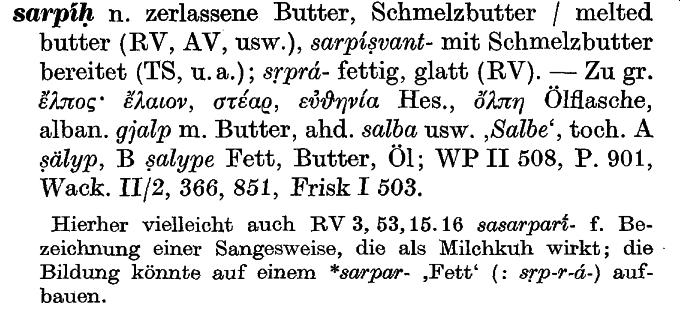 sarpíḥ n. zerlassene Butter, Schmelzbutter / melted
butter (RV, AV, usw.), sarpíṣvant- mit Schmelzbutter
bereitet (TS, u. a.); sṛprá- fettig, glatt (RV). — Zu gr.
ἔλπος· ἔλαιον, στέαρ, εὐθηνία Hes., ὄλπη Ölflasche,
alban. gjalp m. Butter, ahd. salba usw. ‚Salbe‘, toch. A
ṣälyp, B ṣalype Fett, Butter, Öl; WP II 508, P. 901,
Wack. II/2, 366, 851, Frisk I 503.
Hierher vielleicht auch RV 3, 53, 15. 16 sasarparī́- f. Be-
zeichnung einer Sangesweise, die als Milchkuh wirkt; die
Bildung könnte auf einem *sarpar- ‚Fett‘ (: sṛp-r-á-) auf-
bauen.